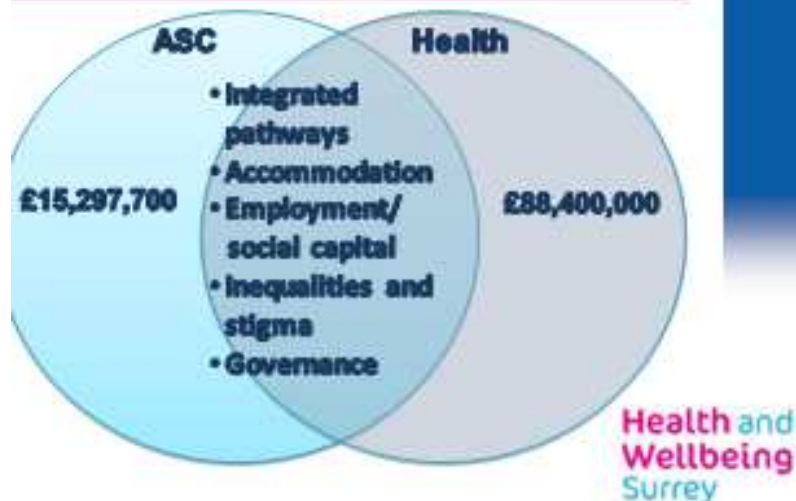 ASC
Health
• Integrated
pathways
• Accommodation
• Employment/
social capital
• Inequalities and
stigma
• Governance
£15,297,700
£88,400,000
Health and
Wellbeing
Surrey